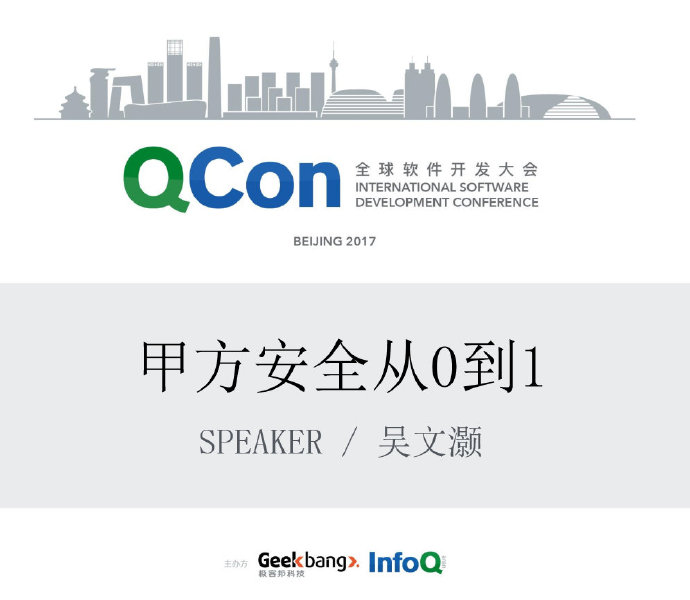 QCon
全球软件开发大会
INTERNATIONAL SOFTWARE
DEVELOPMENT CONFERENCE
BEIJING 2017
甲方安全从0到1
SPEAKER / 吴文灏
主办方 Geekbang>. InfoQ
极客邦科技